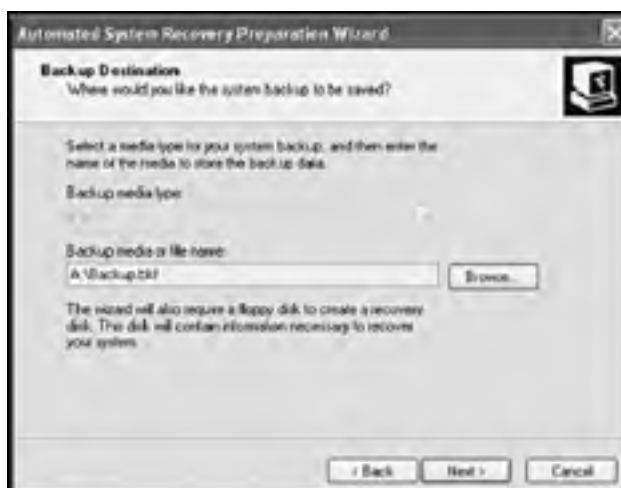 Automated System Recovery Preparation Wizard
Backup Destination
Where would you like the system backup to be saved?
Select a media type for your system backup, and then enter the
name of the media to store the backup data.
Backup media type:
Backup media or file name:
A:\Backup.bkf
Browse...
The wizard will also require a floppy disk to create a recovery
disk. This disk will contain information necessary to recover
your system.
< Back
Next >
Cancel